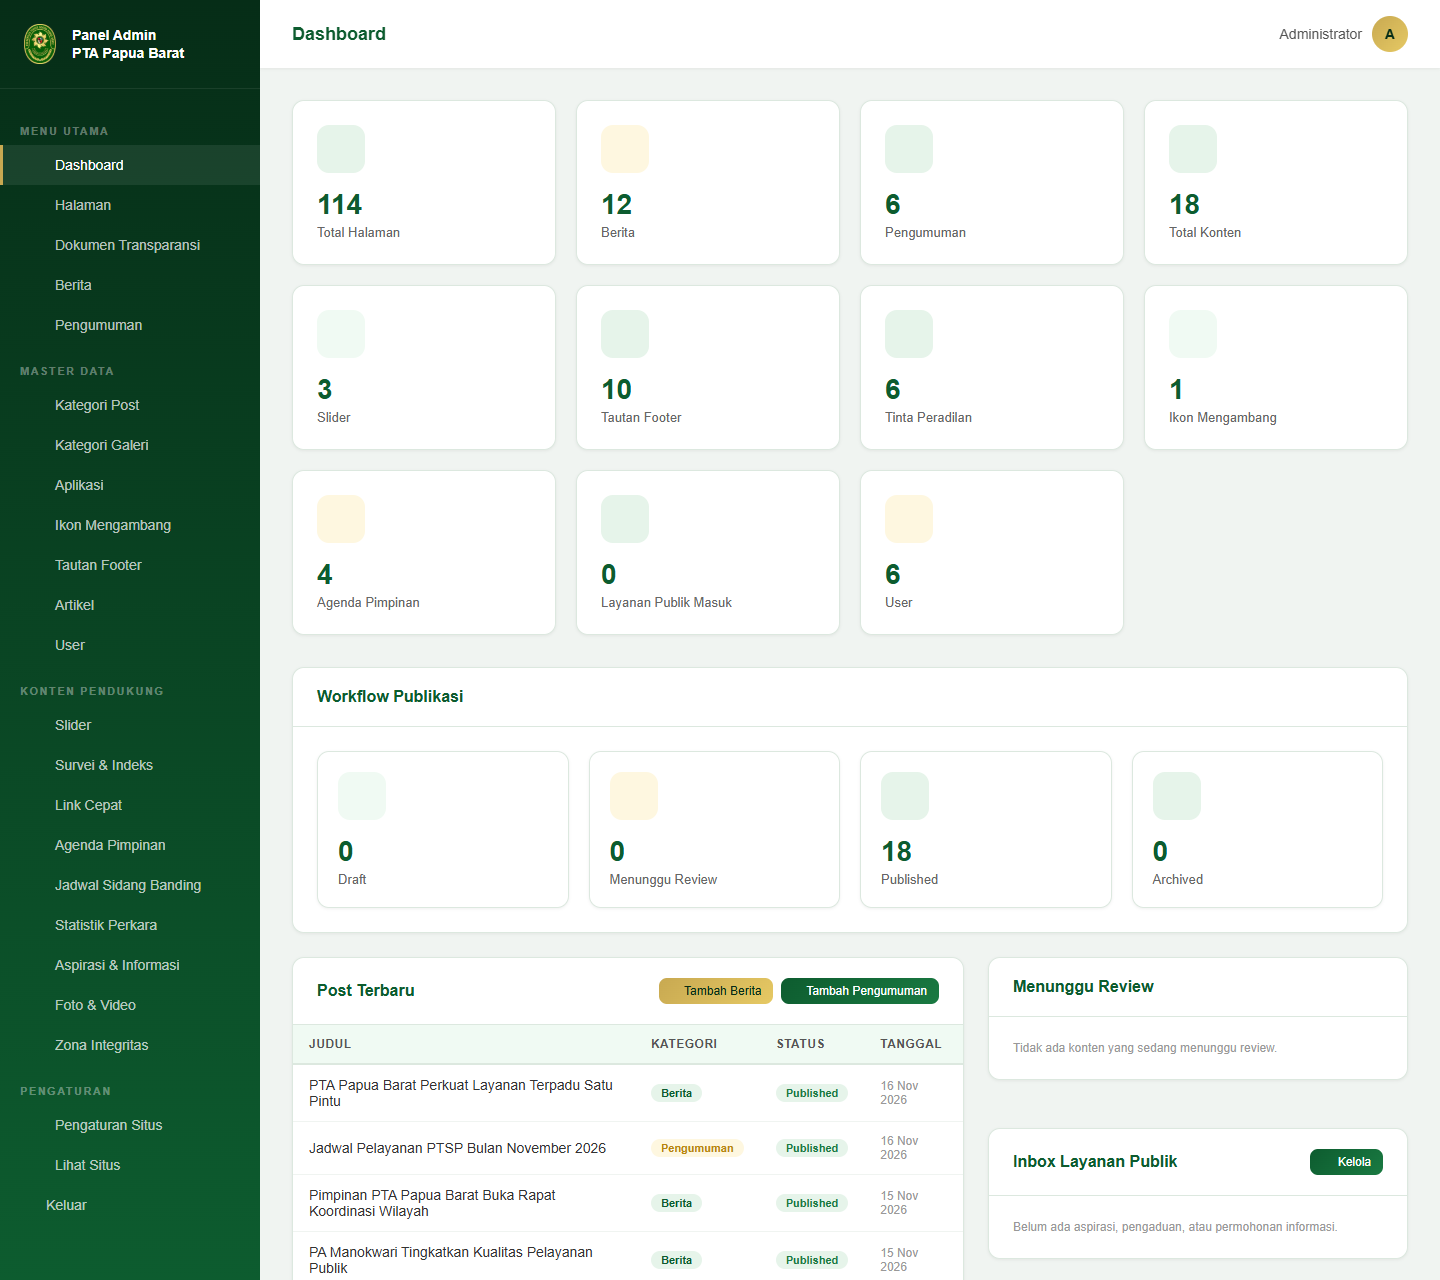 Panel Admin
PTA Papua Barat
MENU UTAMA
Dashboard
Halaman
Dokumen Transparansi
Berita
Pengumuman
MASTER DATA
Kategori Post
Kategori Galeri
Aplikasi
Ikon Mengambang
Tautan Footer
Artikel
User
KONTEN PENDUKUNG
Slider
Survei & Indeks
Link Cepat
Agenda Pimpinan
Jadwal Sidang Banding
Statistik Perkara
Aspirasi & Informasi
Foto & Video
Zona Integritas
PENGATURAN
Pengaturan Situs
Lihat Situs
Keluar
Dashboard
Administrator A
114
Total Halaman
12
Berita
6
Pengumuman
18
Total Konten
3
Slider
10
Tautan Footer
6
Tinta Peradilan
1
Ikon Mengambang
4
Agenda Pimpinan
0
Layanan Publik Masuk
6
User
Workflow Publikasi
0
Draft
0
Menunggu Review
18
Published
0
Archived
Post Terbaru Tambah Berita Tambah Pengumuman
JUDUL KATEGORI STATUS TANGGAL
PTA Papua Barat Perkuat Layanan Terpadu Satu
Pintu
Berita
Published
16 Nov
2026
Jadwal Pelayanan PTSP Bulan November 2026
Pengumuman
Published
16 Nov
2026
Pimpinan PTA Papua Barat Buka Rapat
Koordinasi Wilayah
Berita
Published
15 Nov
2026
PA Manokwari Tingkatkan Kualitas Pelayanan
Publik
Berita
Published
15 Nov
2026
Menunggu Review
Tidak ada konten yang sedang menunggu review.
Inbox Layanan Publik Kelola
Belum ada aspirasi, pengaduan, atau permohonan informasi.